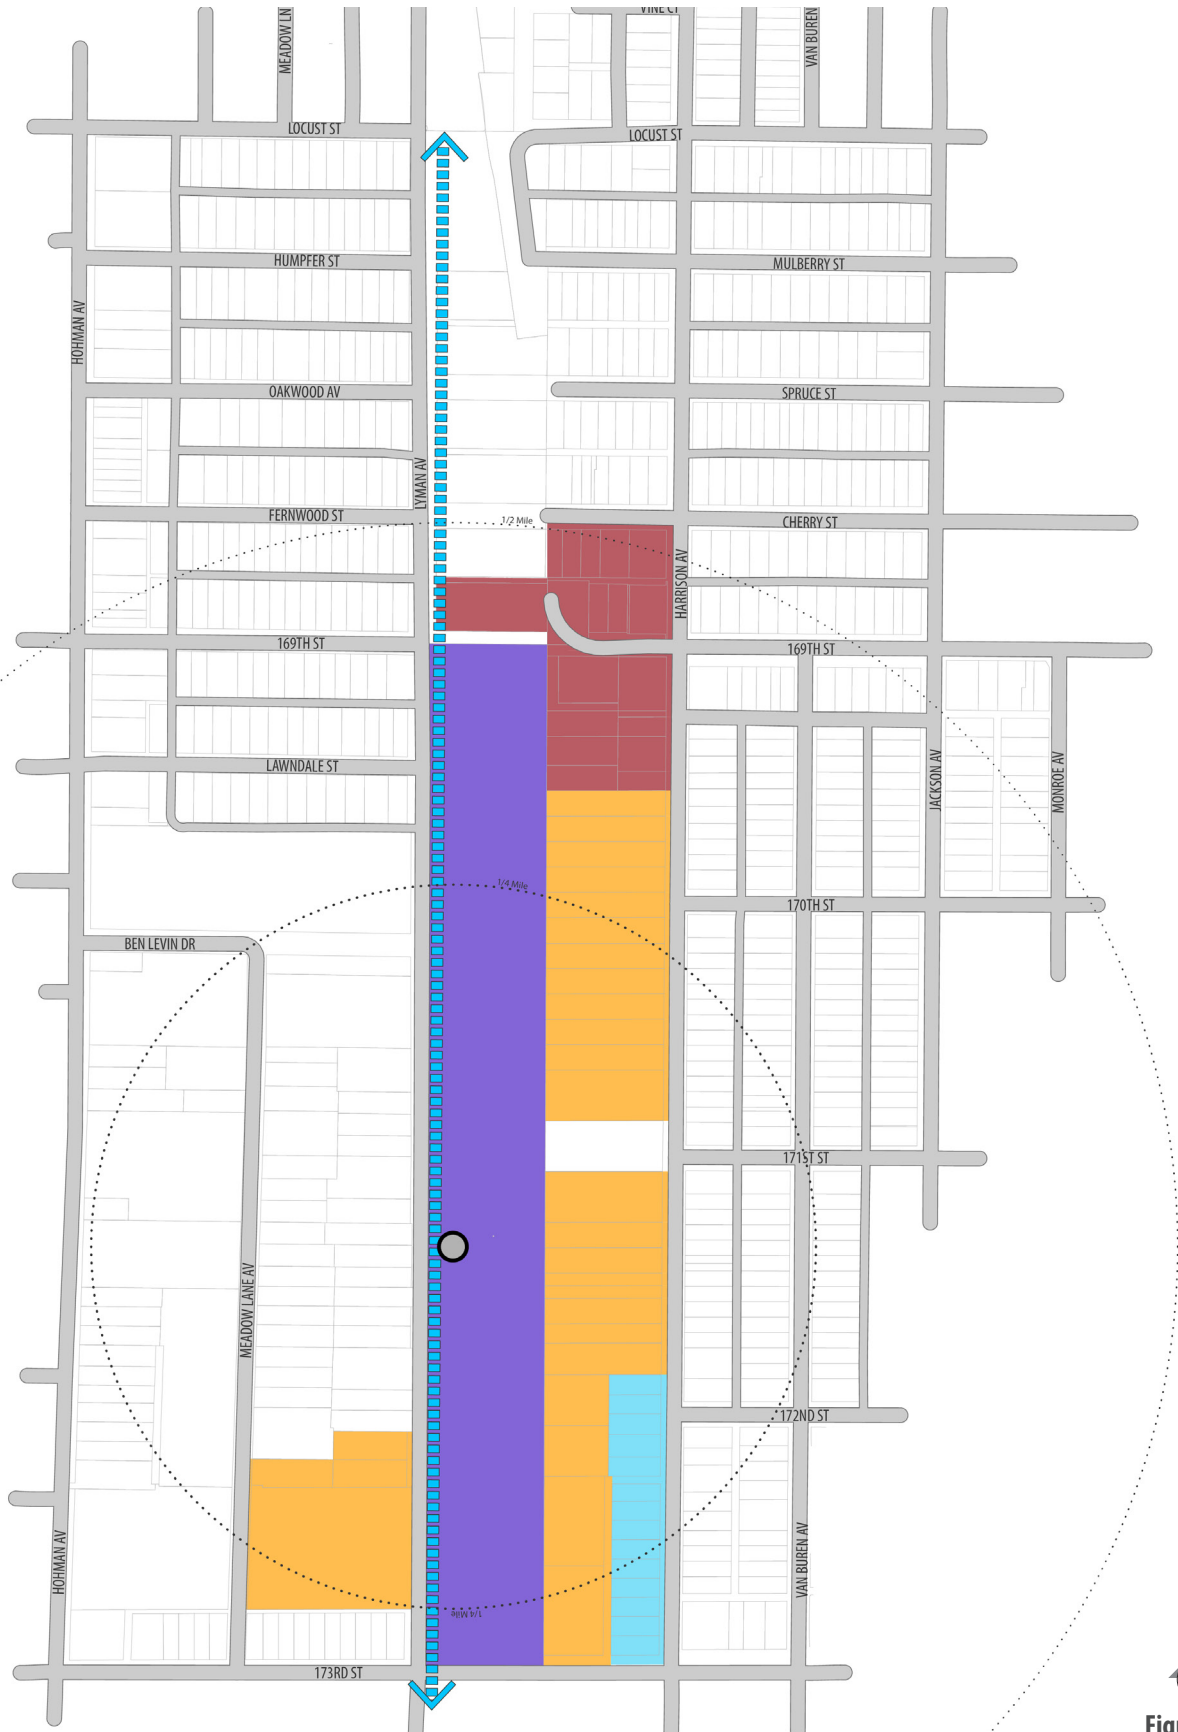 VINE CT
MEADOW LN
VAN BUREN
LOCUST ST
LOCUST ST
HUMPFER ST
MULBERRY ST
HOHMAN AV
OAKWOOD AV
SPRUCE ST
LYMAN AV
FERNWOOD ST
1/2 Mile
CHERRY ST
HARRISON AV
169TH ST
169TH ST
LAWNDALE ST
JACKSON AV
MONROE AV
1/4 Mile
170TH ST
BEN LEVIN DR
171ST ST
MEADOW LANE AV
172ND ST
HOHMAN AV
VAN BUREN AV
1/4 Mile
173RD ST